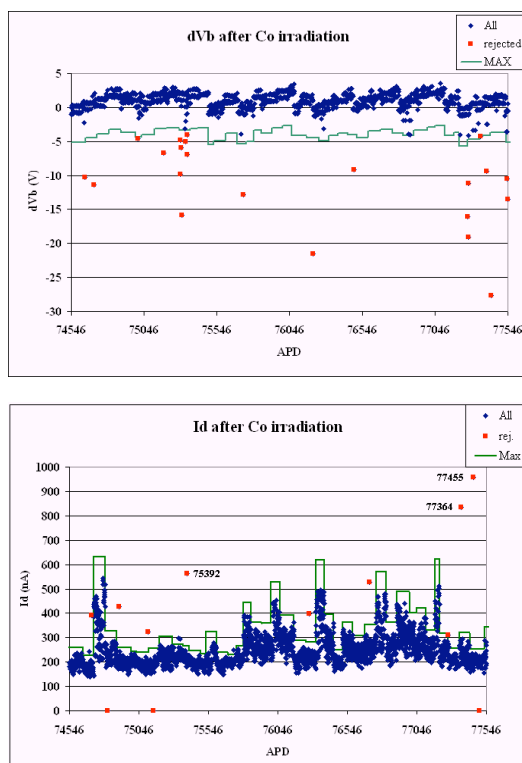 dVb after Co irradiation
All
rejected
MAX
5
0
-5
-10
-15
-20
-25
-30
dVb (V)
74546 75046 75546 76046 76546 77046 77546
APD
Id after Co irradiation
All
rej.
Max
1000
900
800
700
600
500
400
300
200
100
0
Id (nA)
77455
77364
75392
74546 75046 75546 76046 76546 77046 77546
APD